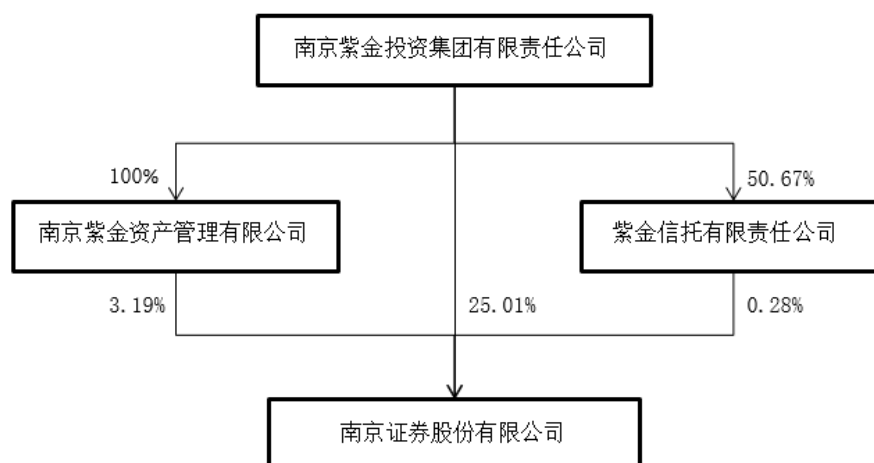 南京紫金投资集团有限责任公司
100%
50.67%
南京紫金资产管理有限公司
紫金信托有限责任公司
3.19%
25.01%
0.28%
南京证券股份有限公司